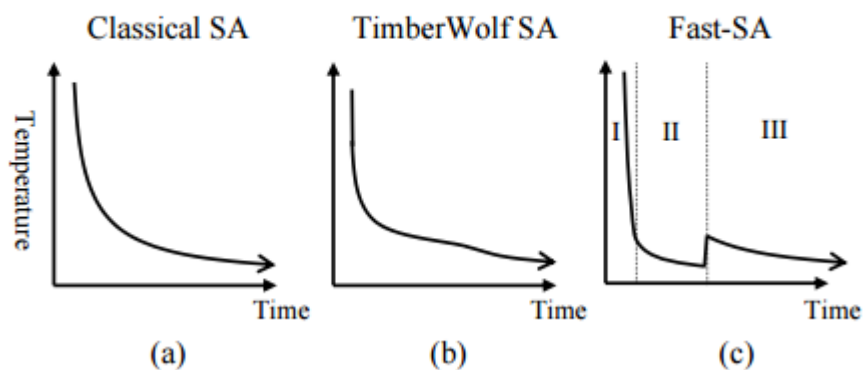 Classical SA
TimberWolf SA
Fast-SA
Temperature
I
II
III
Time
Time
Time
(a)
(b)
(c)